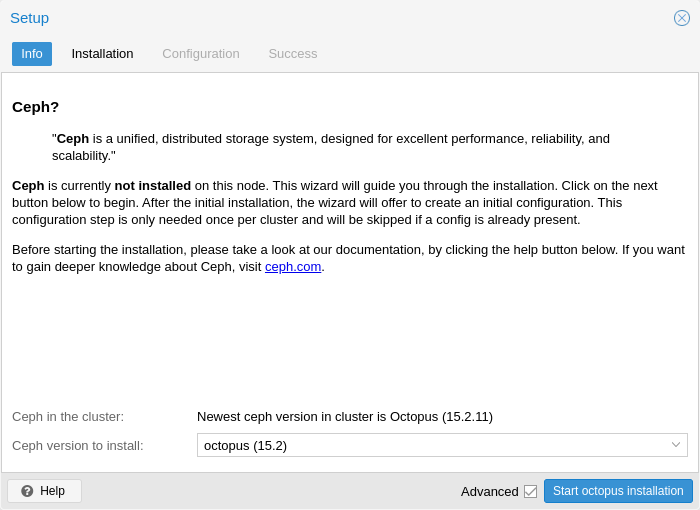 Setup
Info Installation Configuration Success
Ceph?
"Ceph is a unified, distributed storage system, designed for excellent performance, reliability, and
scalability."
Ceph is currently not installed on this node. This wizard will guide you through the installation. Click on the next
button below to begin. After the initial installation, the wizard will offer to create an initial configuration. This
configuration step is only needed once per cluster and will be skipped if a config is already present.
Before starting the installation, please take a look at our documentation, by clicking the help button below. If you want
to gain deeper knowledge about Ceph, visit ceph.com.
Ceph in the cluster: Newest ceph version in cluster is Octopus (15.2.11)
Ceph version to install: octopus (15.2)
? Help Advanced Start octopus installation